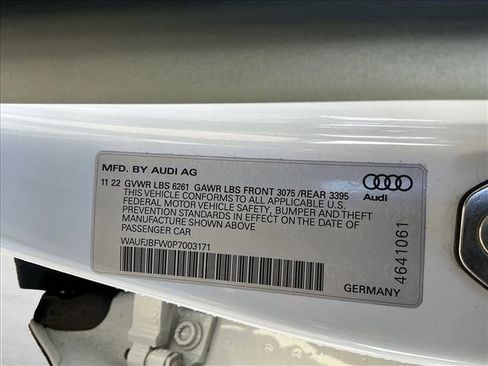 MFD. BY AUDI AG
11 22 GVWR LBS 6261 GAWR LBS FRONT 3075 /REAR 3395
THIS VEHICLE CONFORMS TO ALL APPLICABLE U.S.
FEDERAL MOTOR VEHICLE SAFETY, BUMPER AND THEFT
PREVENTION STANDARDS IN EFFECT ON THE DATE OF
MANUFACTURE SHOWN ABOVE
PASSENGER CAR
WAUFJBFW0P7003171
GERMANY
Audi
4641061